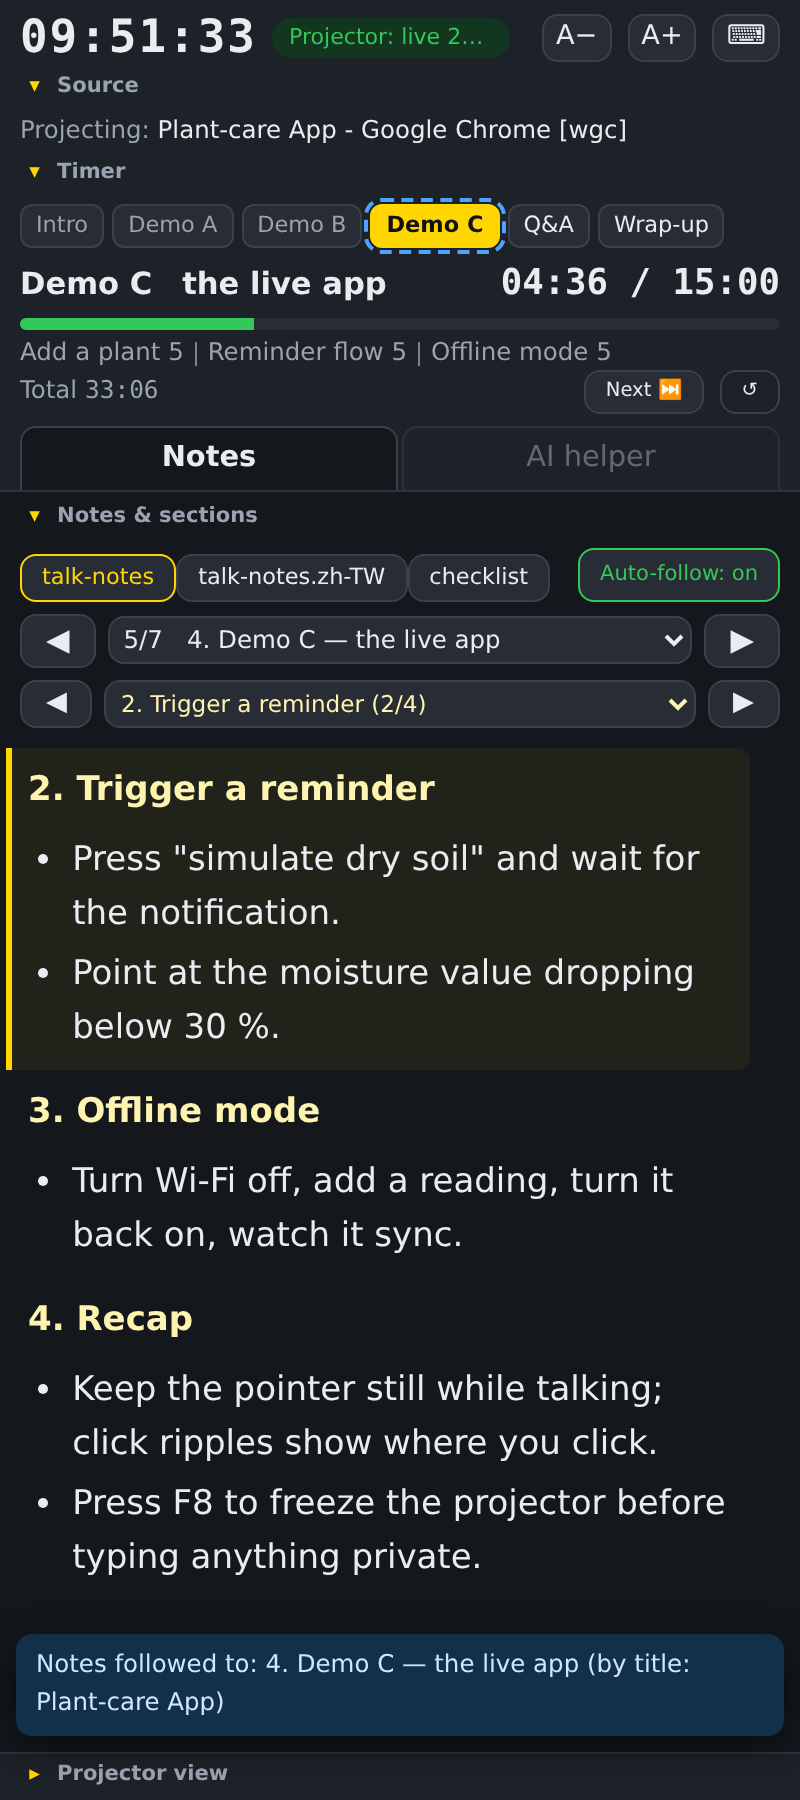 09:51:33 Projector: live 2... A− A+ ⌨
▼ Source
Projecting: Plant-care App - Google Chrome [wgc]
▼ Timer
Intro Demo A Demo B Demo C Q&A Wrap-up
Demo C the live app 04:36 / 15:00
Add a plant 5 | Reminder flow 5 | Offline mode 5
Total 33:06 Next ⏭ ↺
Notes AI helper
▼ Notes & sections
talk-notes talk-notes.zh-TW checklist Auto-follow: on
◀ 5/7 4. Demo C — the live app ▶
◀ 2. Trigger a reminder (2/4) ▶
2. Trigger a reminder
• Press "simulate dry soil" and wait for
the notification.
• Point at the moisture value dropping
below 30 %.
3. Offline mode
• Turn Wi-Fi off, add a reading, turn it
back on, watch it sync.
4. Recap
• Keep the pointer still while talking;
click ripples show where you click.
• Press F8 to freeze the projector before
typing anything private.
Notes followed to: 4. Demo C — the live app (by title:
Plant-care App)
▸ Projector view